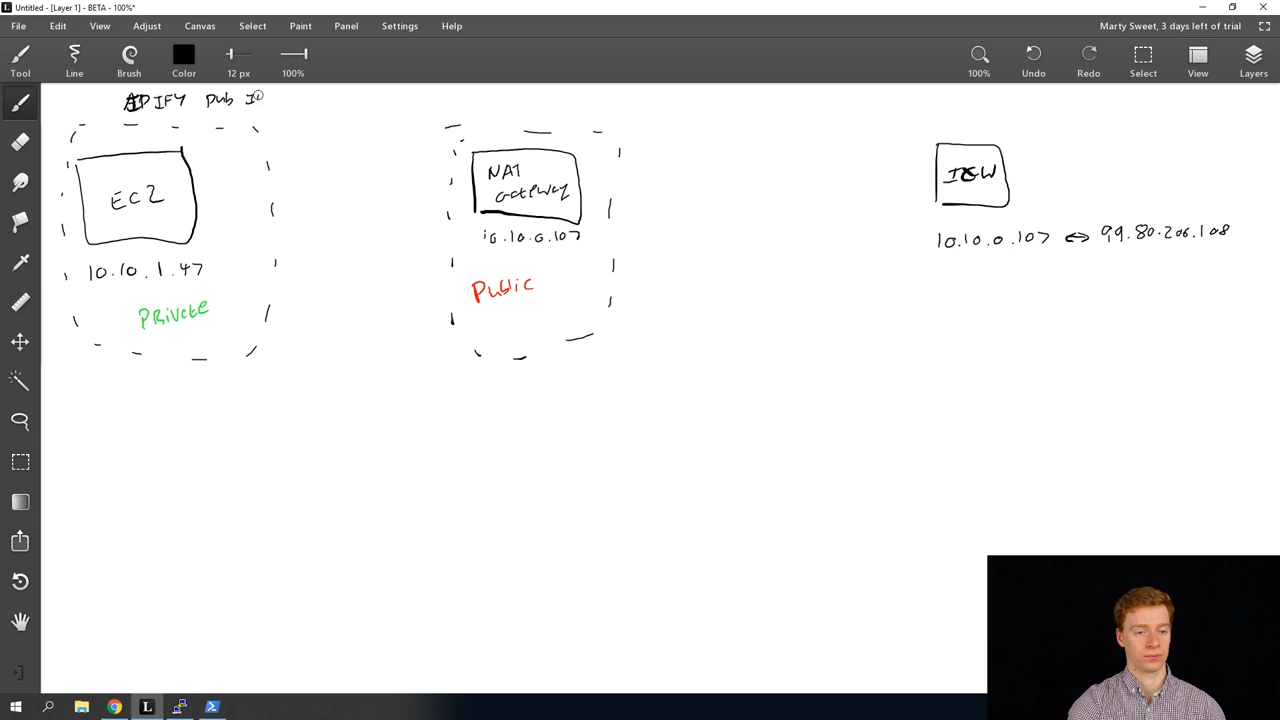 Untitled - [Layer 1] - BETA - 100%*
File Edit View Adjust Canvas Select Paint Panel Settings Help
Marty Sweet, 3 days left of trial
Tool Line Brush Color 12 px 100%
100% Undo Redo Select View Layers
IPIFY Pub I
EC2
10.10.1.47
Private
NAT
Gateway
10.10.0.107
Public
IGW
10.10.0.107 ⇔ 99.80.206.108
L